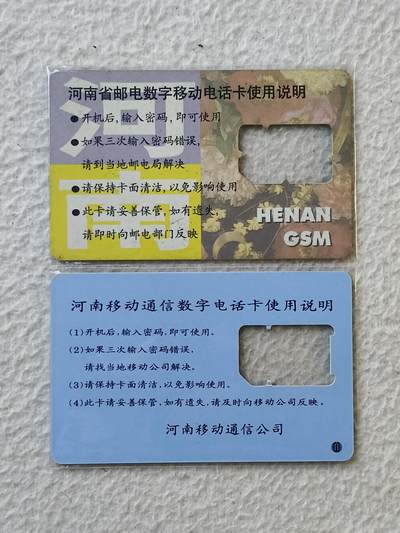 河南省邮电数字移动电话卡使用说明
河南
●开机后,输入密码,即可使用
●如果三次输入密码错误,
请到当地邮电局解决
●请保持卡面清洁,以免影响使用
●此卡请妥善保管,如有遗失,
请即时向邮电部门反映
HENAN
GSM
河南移动通信数字电话卡使用说明
(1)开机后,输入密码,即可使用。
(2)如果三次输入密码错误,
请找当地移动公司解决。
(3)请保持卡面清洁,以免影响使用。
(4)此卡请妥善保管,如有遗失,请及时向移动公司反映。
河南移动通信公司